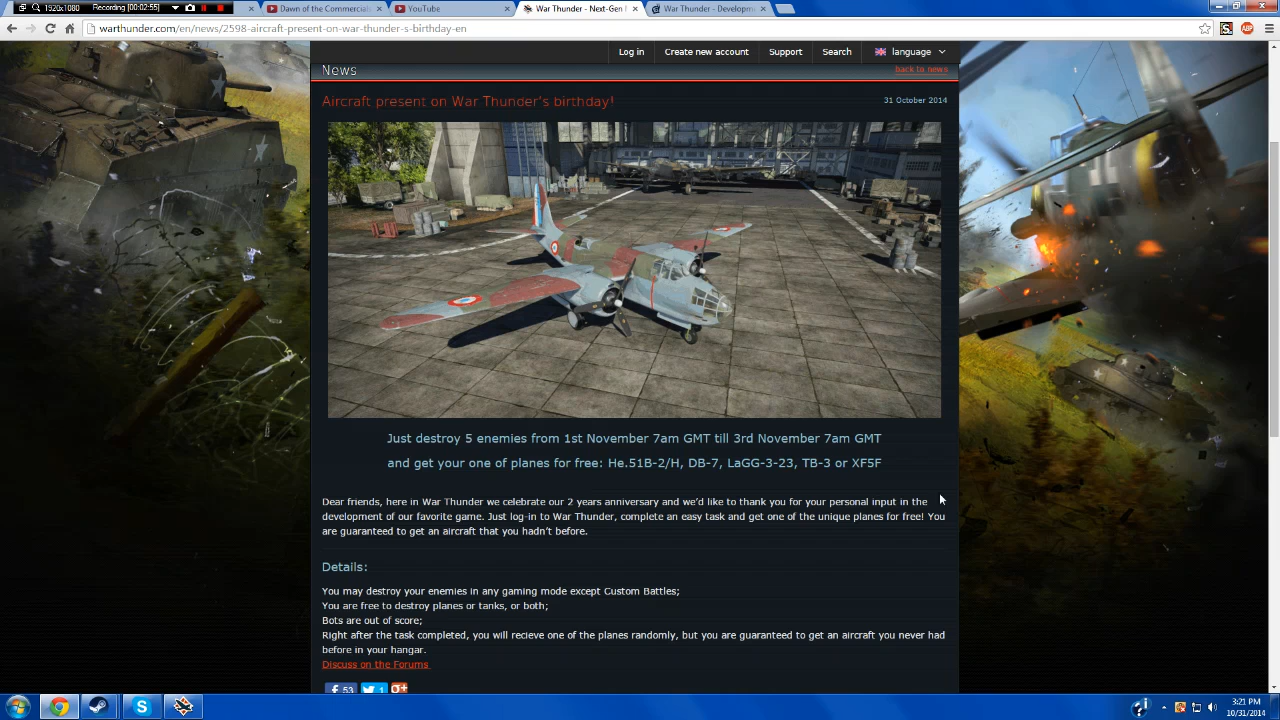 1920x1080 Recording [00:02:55]
Dawn of the Commercial
YouTube
War Thunder - Next-Gen
War Thunder - Developm
warthunder.com/en/news/2598-aircraft-present-on-war-thunder-s-birthday-en
Log in Create new account Support Search language
News back to news
Aircraft present on War Thunder's birthday! 31 October 2014
Just destroy 5 enemies from 1st November 7am GMT till 3rd November 7am GMT
and get your one of planes for free: He.51B-2/H, DB-7, LaGG-3-23, TB-3 or XF5F
Dear friends, here in War Thunder we celebrate our 2 years anniversary and we'd like to thank you for your personal input in the
development of our favorite game. Just log-in to War Thunder, complete an easy task and get one of the unique planes for free! You
are guaranteed to get an aircraft that you hadn't before.
Details:
You may destroy your enemies in any gaming mode except Custom Battles;
You are free to destroy planes or tanks, or both;
Bots are out of score;
Right after the task completed, you will recieve one of the planes randomly, but you are guaranteed to get an aircraft you never had
before in your hangar.
Discuss on the Forums
53 1
3:21 PM
10/31/2014